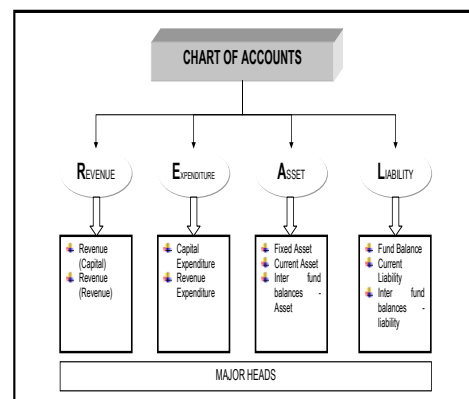 CHART OF ACCOUNTS
REVENUE
EXPENDITURE
ASSET
LIABILITY
Revenue
(Capital)
Revenue
(Revenue)
Capital
Expenditure
Revenue
Expenditure
Fixed Asset
Current Asset
Inter fund
balances -
Asset
Fund Balance
Current
Liability
Inter fund
balances -
liability
MAJOR HEADS